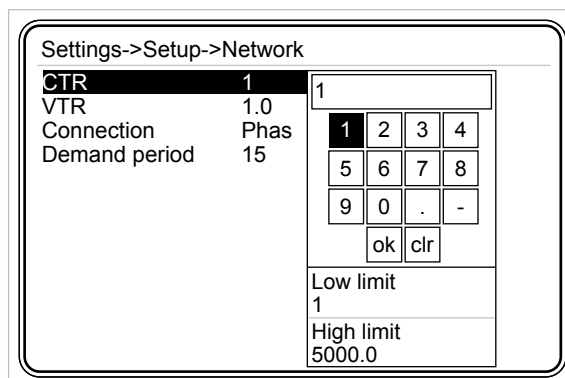 Settings->Setup->Network
CTR 1
VTR 1.0
Connection Phas
Demand period 15
1
1 2 3 4
5 6 7 8
9 0 . -
ok clr
Low limit
1
High limit
5000.0